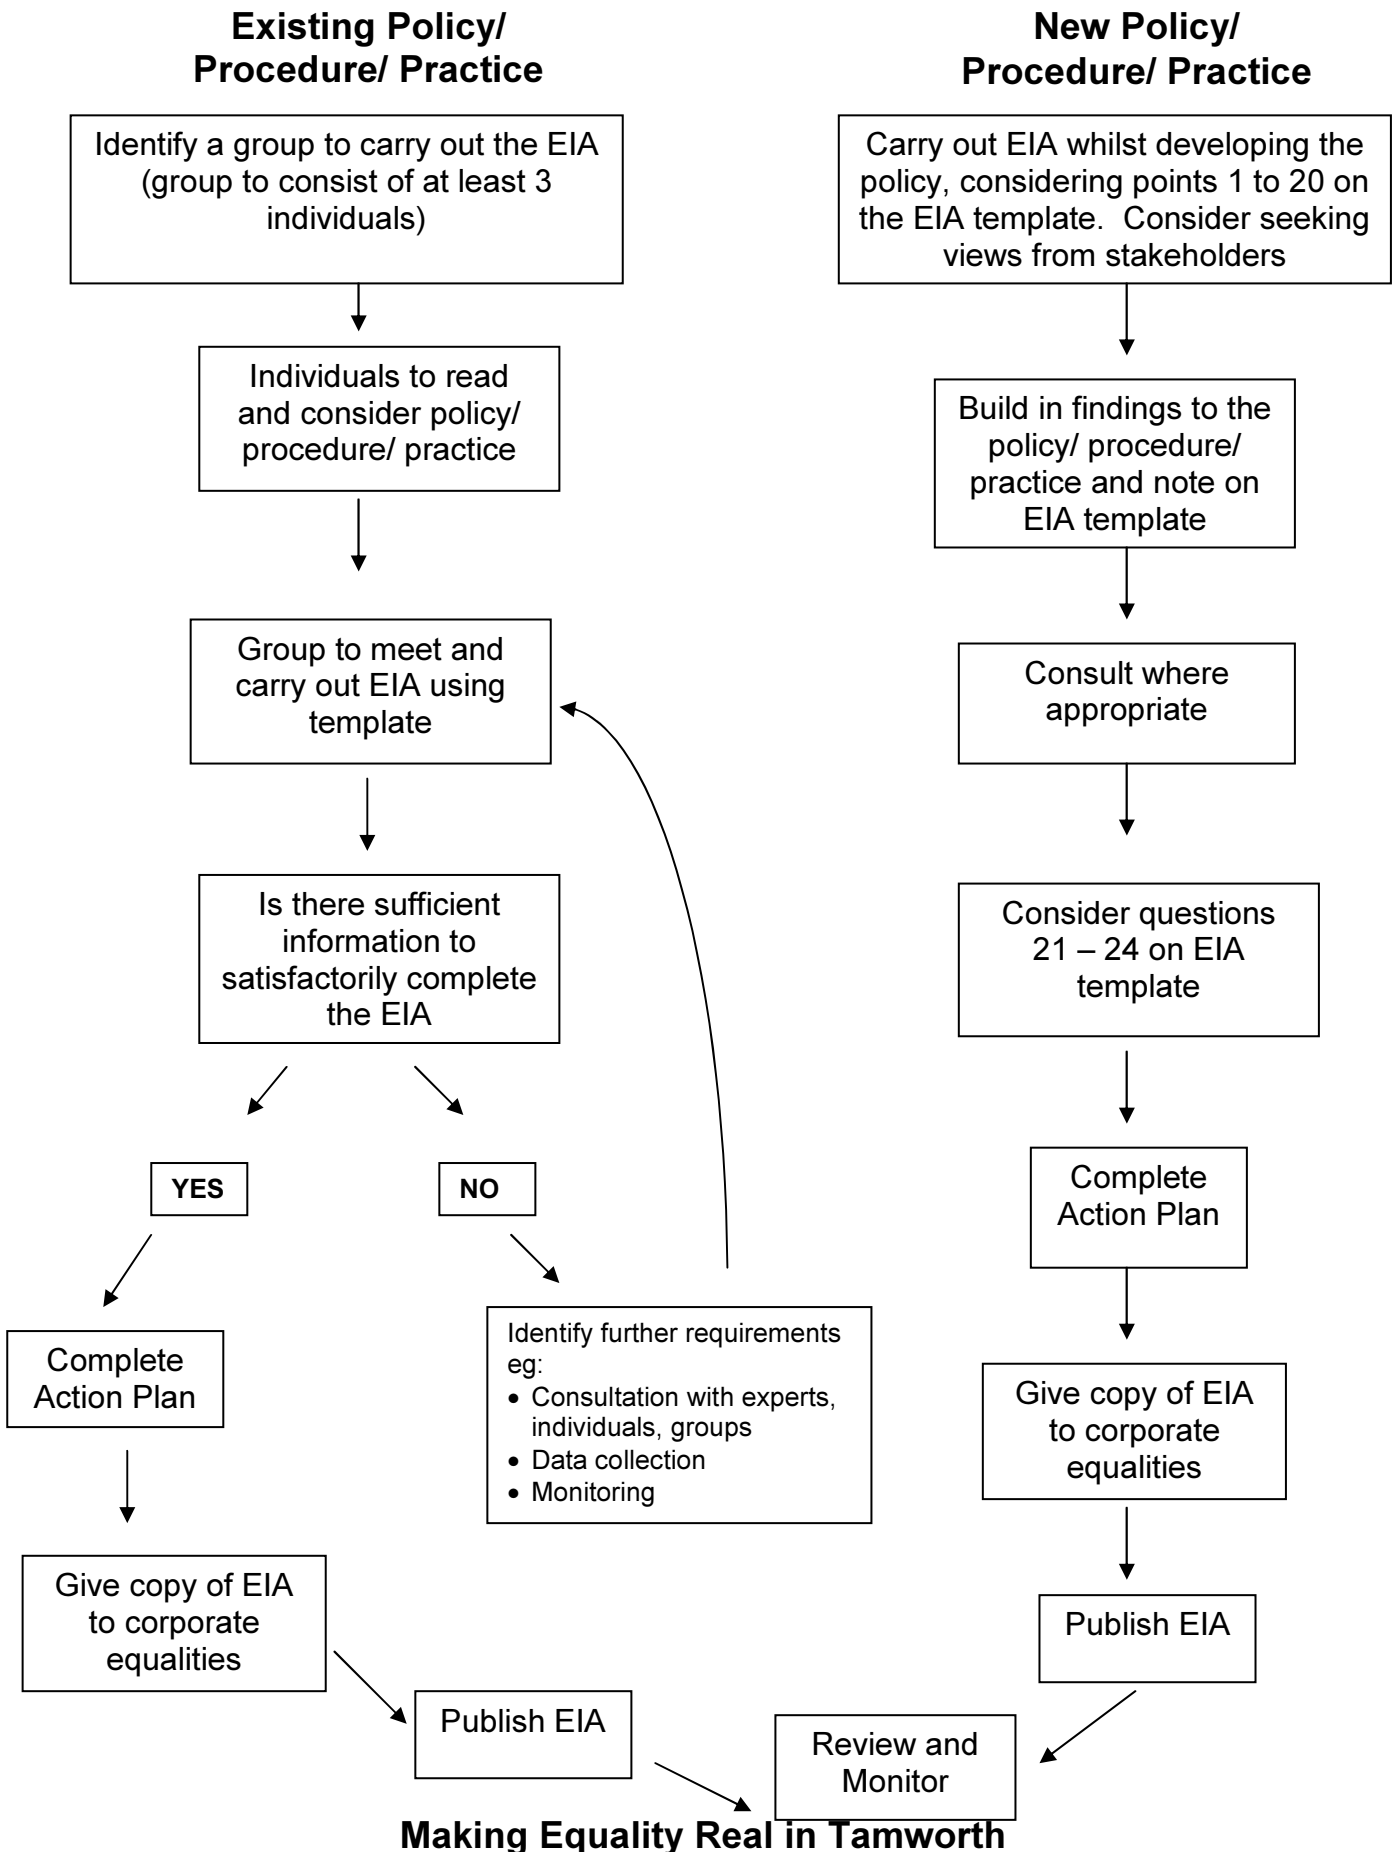 Existing Policy/
Procedure/ Practice
Identify a group to carry out the EIA
(group to consist of at least 3
individuals)
Individuals to read
and consider policy/
procedure/ practice
Group to meet and
carry out EIA using
template
Is there sufficient
information to
satisfactorily complete
the EIA
YES
NO
Complete
Action Plan
Identify further requirements
eg:
• Consultation with experts,
individuals, groups
• Data collection
• Monitoring
Give copy of EIA
to corporate
equalities
Publish EIA
New Policy/
Procedure/ Practice
Carry out EIA whilst developing the
policy, considering points 1 to 20 on
the EIA template.  Consider seeking
views from stakeholders
Build in findings to the
policy/ procedure/
practice and note on
EIA template
Consult where
appropriate
Consider questions
21 – 24 on EIA
template
Complete
Action Plan
Give copy of EIA
to corporate
equalities
Publish EIA
Review and
Monitor
Making Equality Real in Tamworth